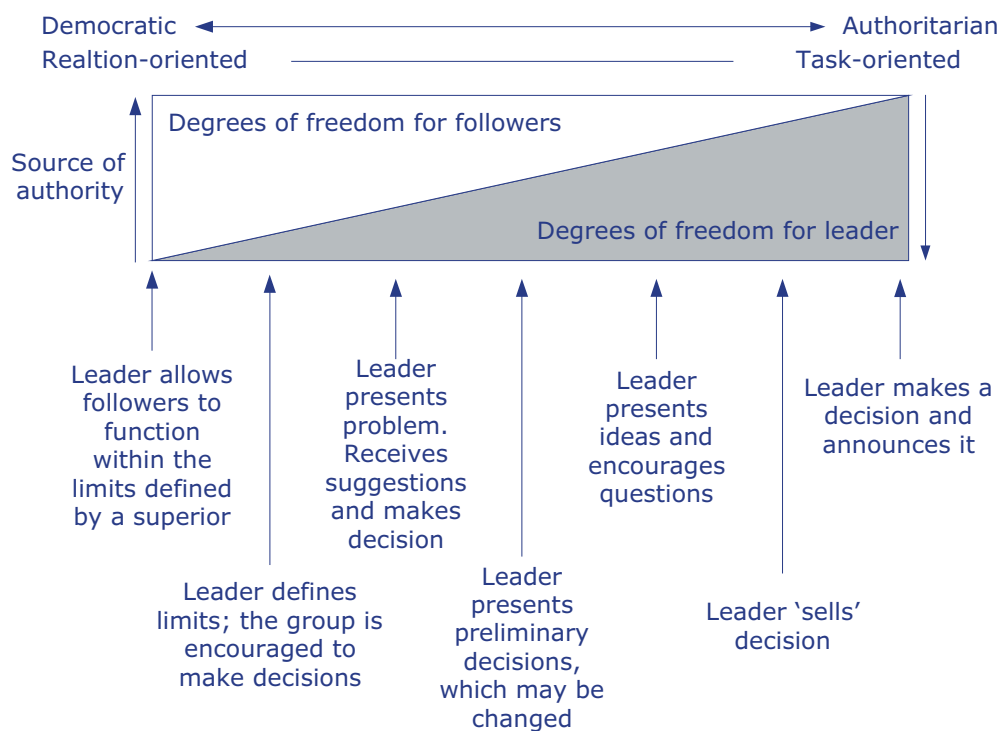 Democratic
Authoritarian
Realtion-oriented
Task-oriented
Degrees of freedom for followers
Source of
authority
Degrees of freedom for leader
Leader allows
followers to
function
within the
limits defined
by a superior
Leader defines
limits; the group is
encouraged to
make decisions
Leader
presents
problem.
Receives
suggestions
and makes
decision
Leader
presents
preliminary
decisions,
which may be
changed
Leader
presents
ideas and
encourages
questions
Leader ‘sells’
decision
Leader makes a
decision and
announces it